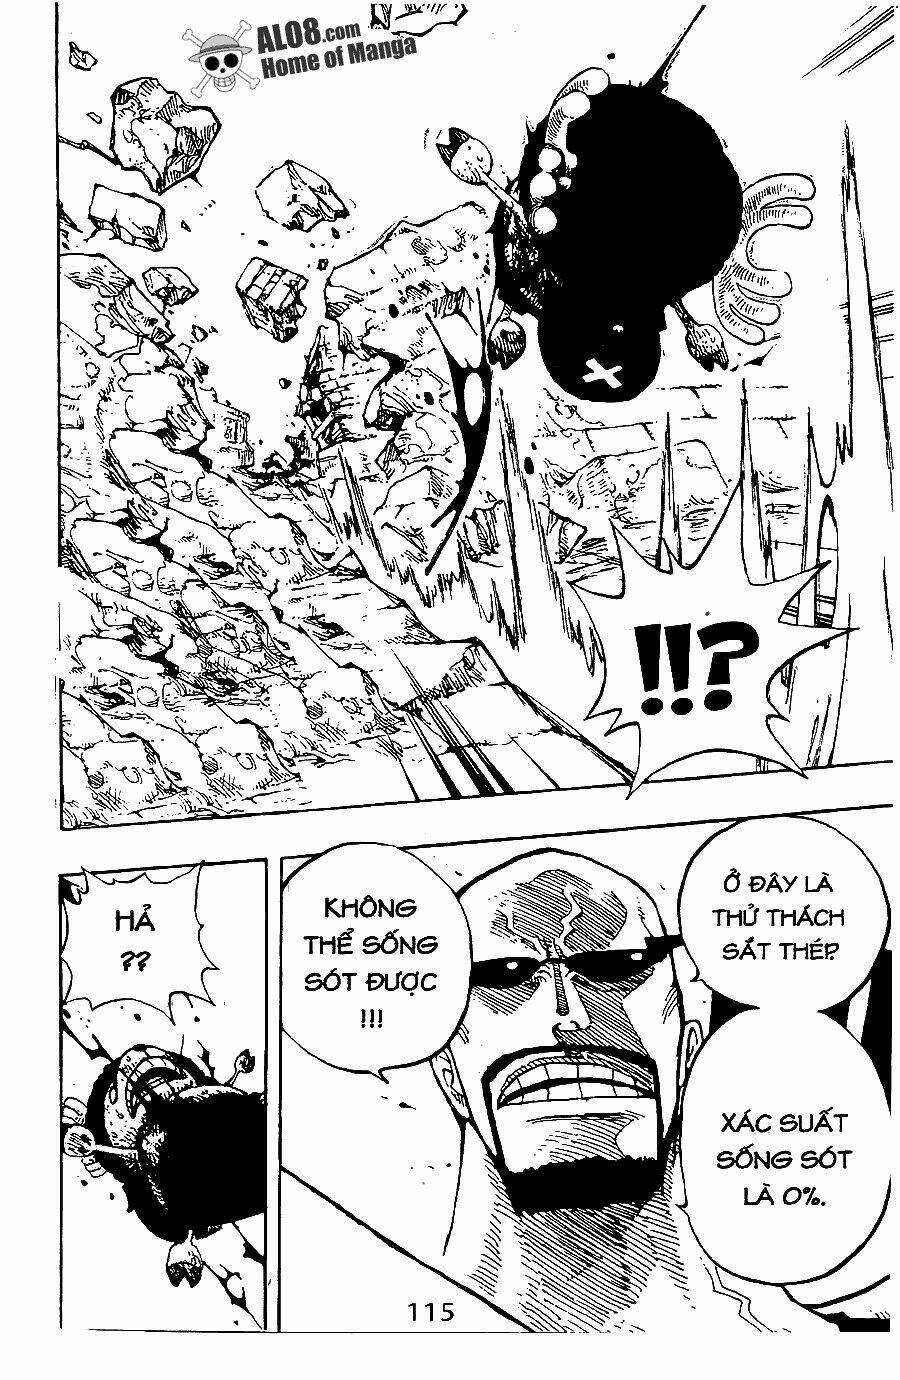 ALO8.com
Home of Manga
!!?
Ở ĐÂY LÀ
THỬ THÁCH
SẮT THÉP?
XÁC SUẤT
SỐNG SÓT
LÀ 0%.
KHÔNG
THỂ SỐNG
SÓT ĐƯỢC
!!!
HẢ
??
115